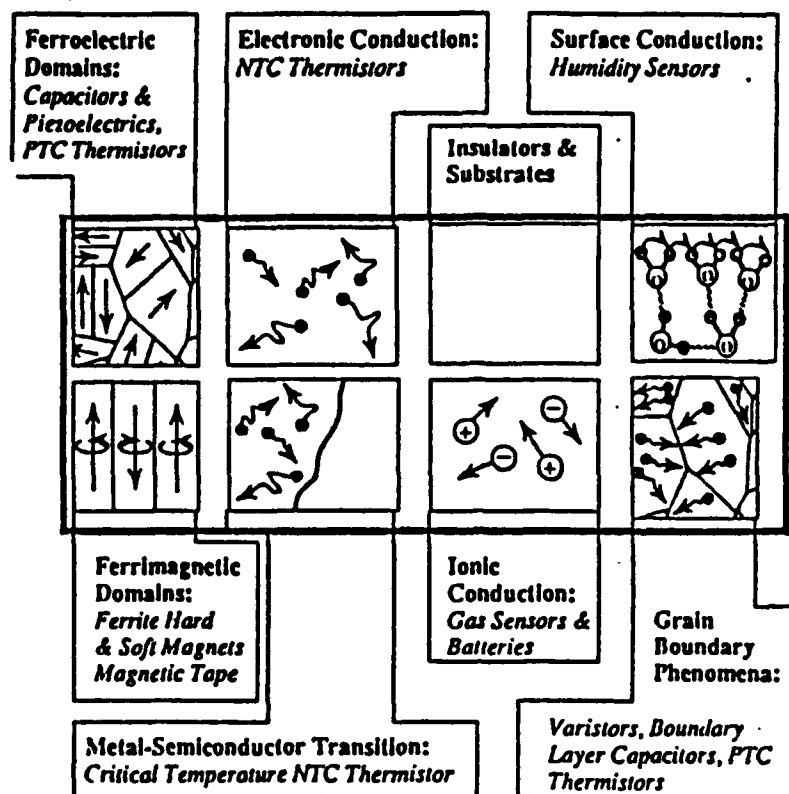 Ferroelectric
Domains:
Capacitors &
Piezoelectrics,
PTC Thermistors
Electronic Conduction:
NTC Thermistors
Surface Conduction:
Humidity Sensors
Insulators &
Substrates
O O O
O O
+ - - +
Ferrimagnetic
Domains:
Ferrite Hard
& Soft Magnets
Magnetic Tape
Metal-Semiconductor Transition:
Critical Temperature NTC Thermistor
Ionic
Conduction:
Gas Sensors &
Batteries
Grain
Boundary
Phenomena:
Varistors, Boundary
Layer Capacitors, PTC
Thermistors